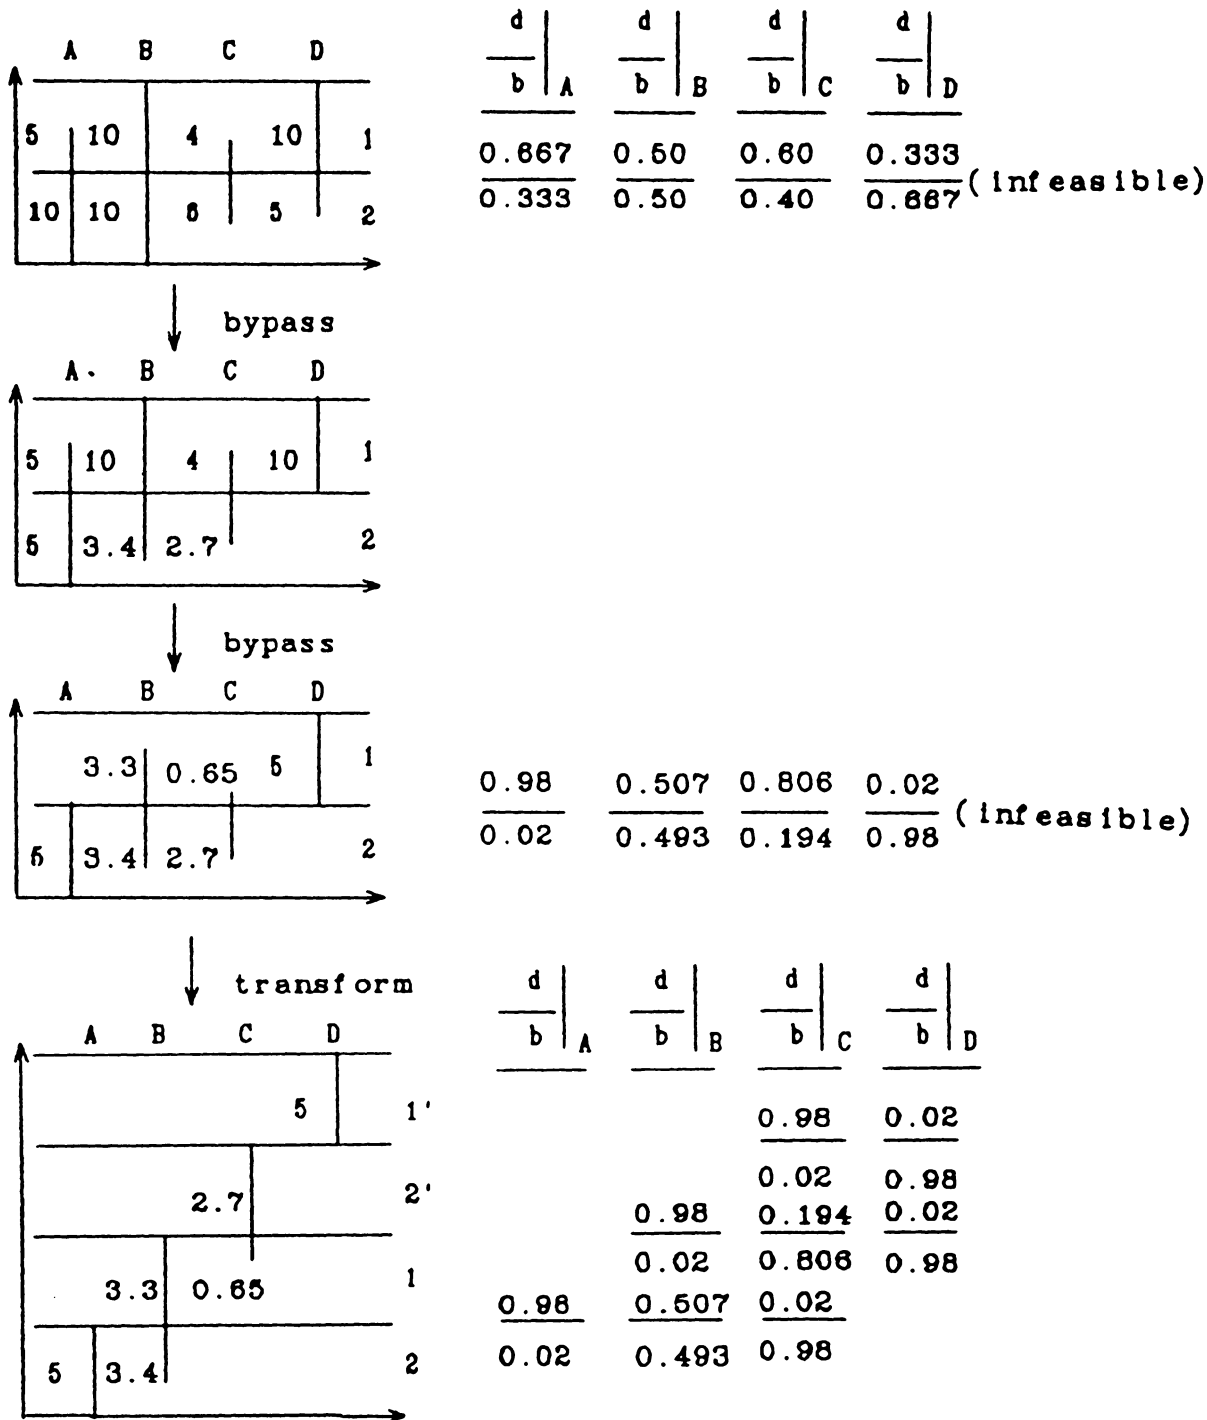 A B C D
5 10 4 10 1
10 10 6 5 2
d d d d
b A b B b C b D
0.667 0.50 0.60 0.333
0.333 0.50 0.40 0.667 (infeasible)
bypass
A. B C D
5 10 4 10 1
5 3.4 2.7 2
bypass
A B C D
3.3 0.65 5 1
5 3.4 2.7 2
0.98 0.507 0.806 0.02
0.02 0.493 0.194 0.98 (infeasible)
transform
A B C D
5 1'
2.7 2'
3.3 0.65 1
5 3.4 2
d d d d
b A b B b C b D
0.98 0.02
0.02 0.98
0.98 0.194 0.02
0.02 0.806 0.98
0.98 0.507 0.02
0.02 0.493 0.98